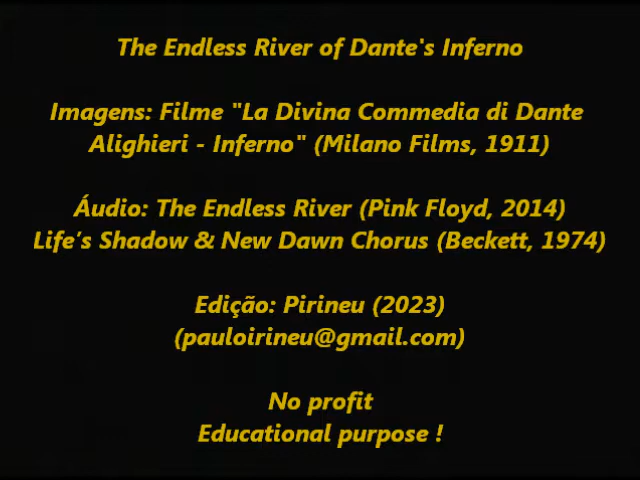 The Endless River of Dante's Inferno
Imagens: Filme "La Divina Commedia di Dante
Alighieri - Inferno" (Milano Films, 1911)
Áudio: The Endless River (Pink Floyd, 2014)
Life's Shadow & New Dawn Chorus (Beckett, 1974)
Edição: Pirineu (2023)
(pauloirineu@gmail.com)
No profit
Educational purpose !